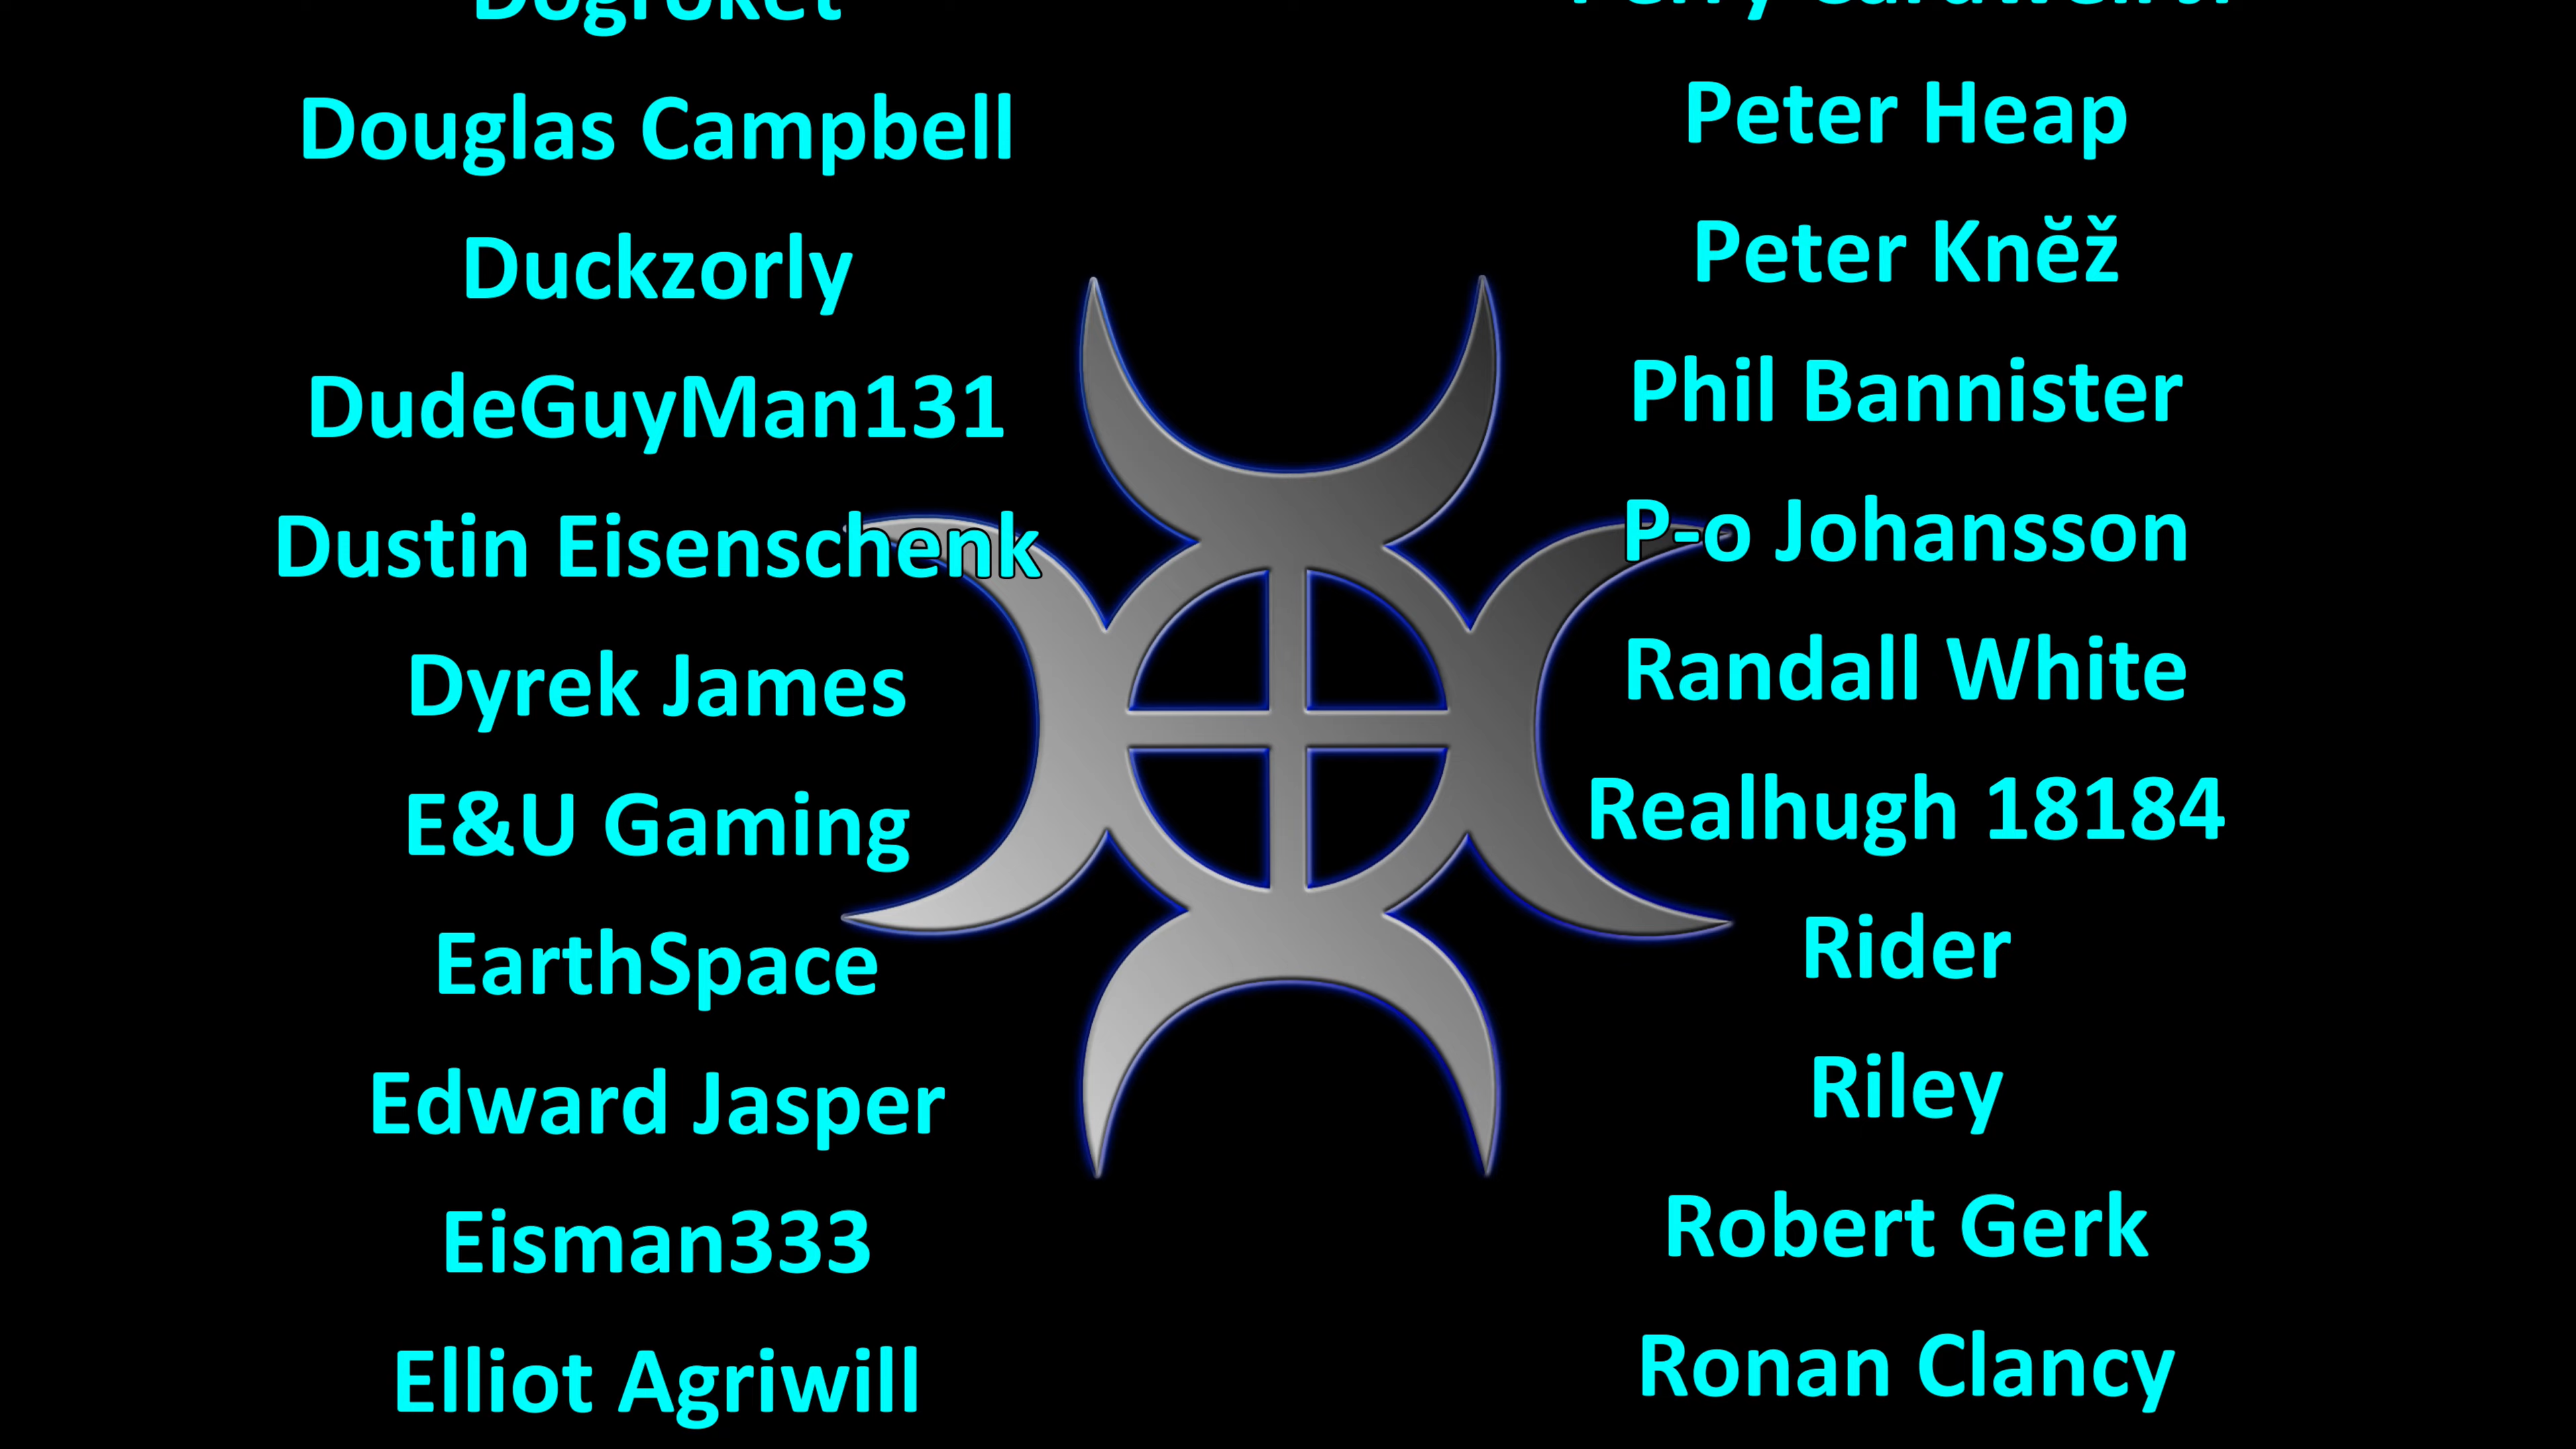 Dogroket
Douglas Campbell
Duckzorly
DudeGuyMan131
Dustin Eisenschenk
Dyrek James
E&U Gaming
EarthSpace
Edward Jasper
Eisman333
Elliot Agriwill
Peter Heap
Peter Kněž
Phil Bannister
P-o Johansson
Randall White
Realhugh 18184
Rider
Riley
Robert Gerk
Ronan Clancy